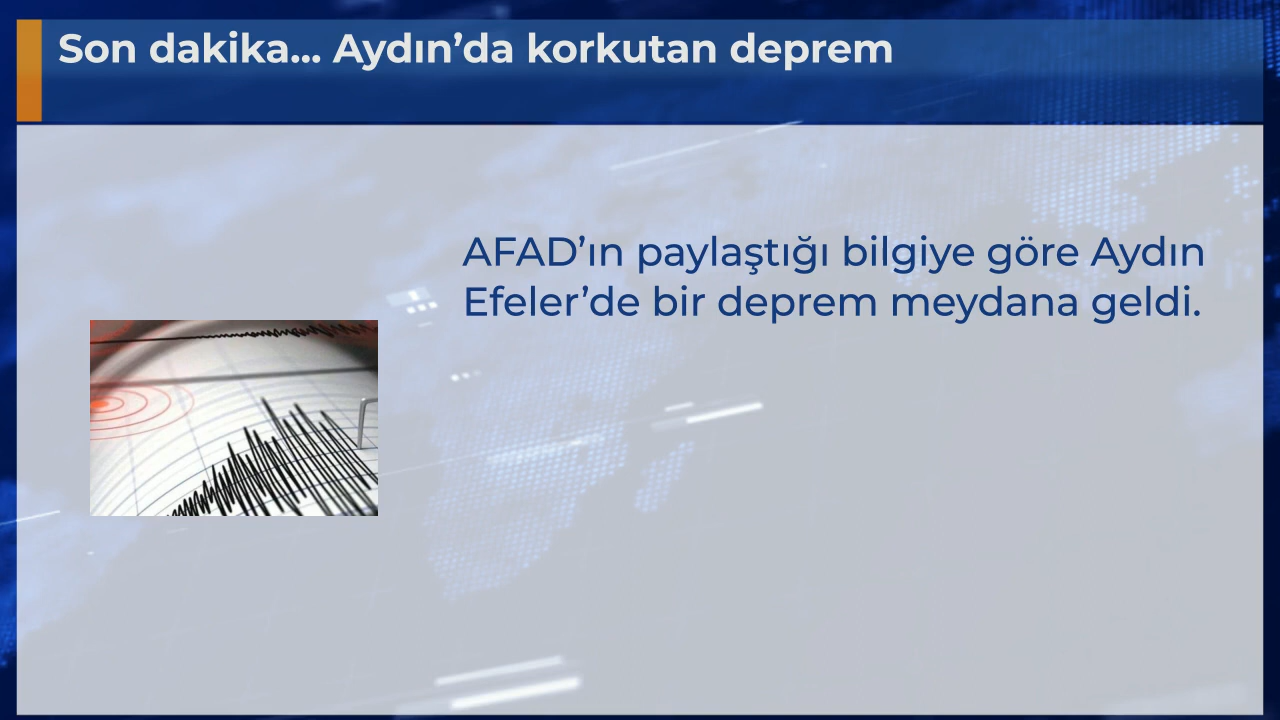 Son dakika... Aydın’da korkutan deprem
AFAD’ın paylaştığı bilgiye göre Aydın
Efeler’de bir deprem meydana geldi.